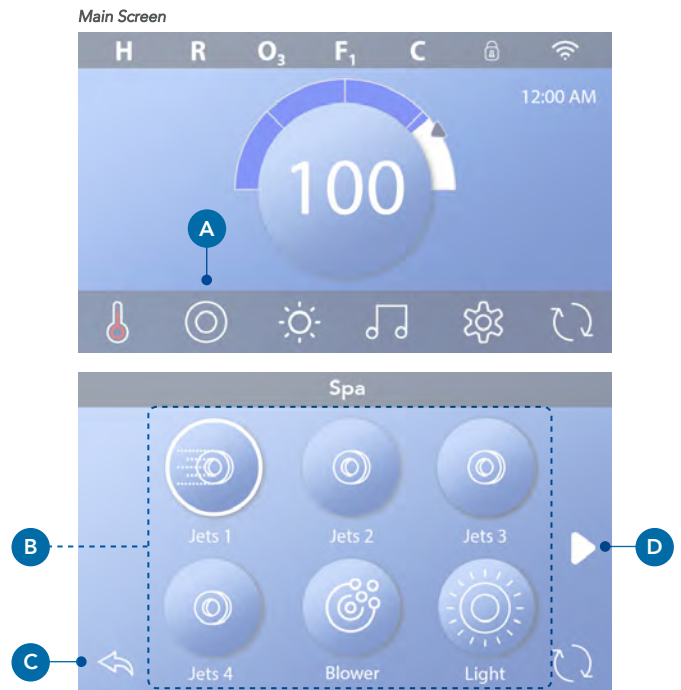 Main Screen
H R O₃ F₁ C
12:00 AM
100
A
Spa
Jets 1 Jets 2 Jets 3
B
D
Jets 4 Blower Light
C